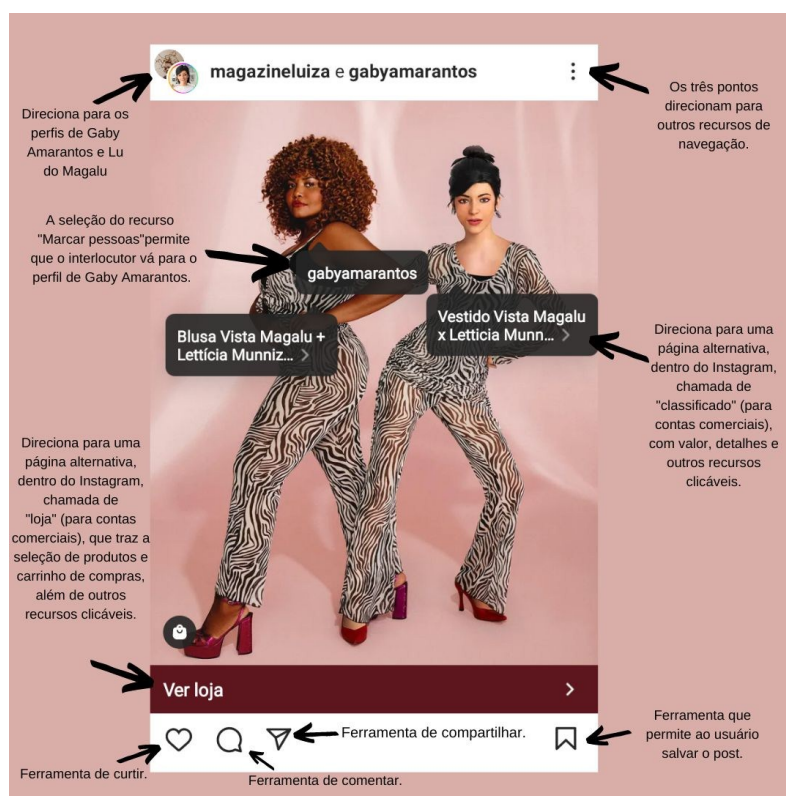 magazineluiza e gabyamarantos
Direciona para os
perfis de Gaby
Amarantos e Lu
do Magalu
Os três pontos
direcionam para
outros recursos de
navegação.
A seleção do recurso
"Marcar pessoas"permite
que o interlocutor vá para o
perfil de Gaby Amarantos.
gabyamarantos
Blusa Vista Magalu +
Lettícia Munniz... >
Vestido Vista Magalu
x Letticia Munn... >
Direciona para uma
página alternativa,
dentro do Instagram,
chamada de
"classificado" (para
contas comerciais),
com valor, detalhes e
outros recursos
clicáveis.
Direciona para uma
página alternativa,
dentro do Instagram,
chamada de
"loja" (para contas
comerciais), que traz a
seleção de produtos e
carrinho de compras,
além de outros
recursos clicáveis.
Ver loja
Ferramenta de compartilhar.
Ferramenta que
permite ao usuário
salvar o post.
Ferramenta de curtir.
Ferramenta de comentar.